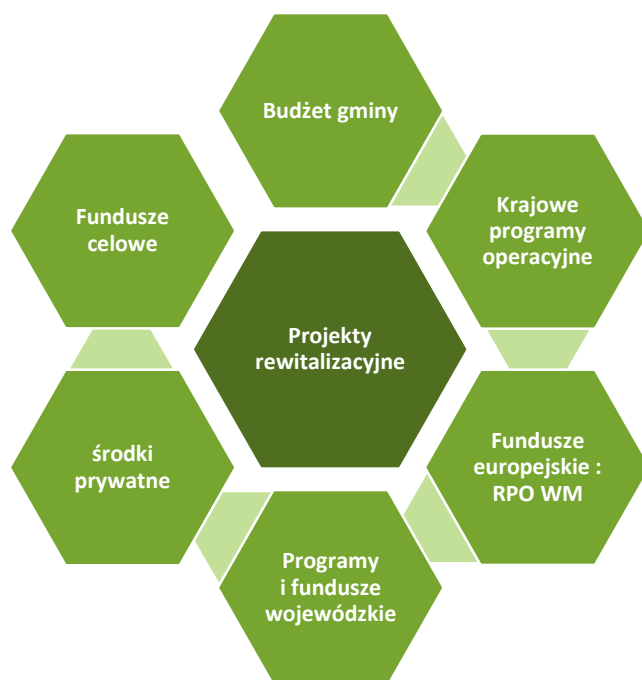 Budżet gminy
Krajowe
programy
operacyjne
Fundusze
europejskie :
RPO WM
Programy
i fundusze
wojewódzkie
środki
prywatne
Fundusze
celowe
Projekty
rewitalizacyjne